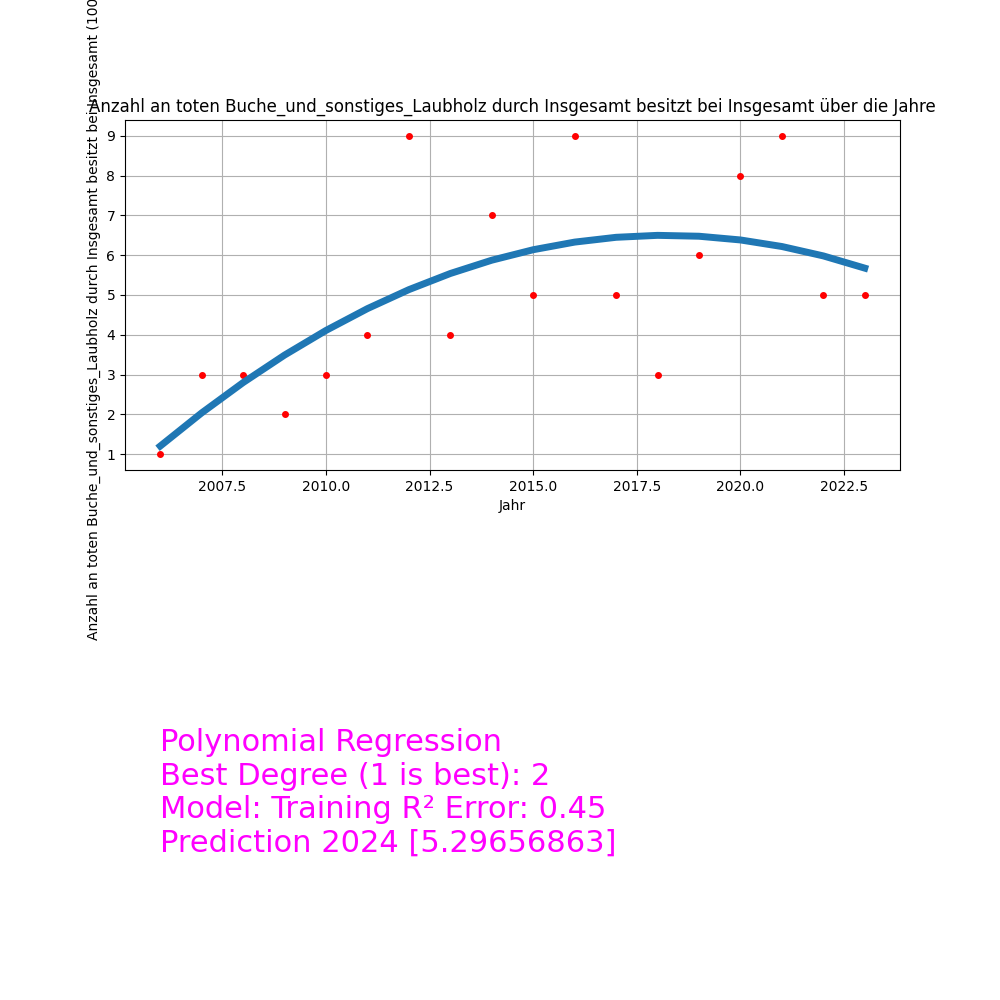 Anzahl an toten Buche_und_sonstiges_Laubholz durch Insgesamt besitzt bei Insgesamt über die Jahre
Anzahl an toten Buche_und_sonstiges_Laubholz durch Insgesamt besitzt bei Insgesamt (100
9
8
7
6
5
4
3
2
1
2007.5 2010.0 2012.5 2015.0 2017.5 2020.0 2022.5
Jahr
Polynomial Regression
Best Degree (1 is best): 2
Model: Training R² Error: 0.45
Prediction 2024 [5.29656863]